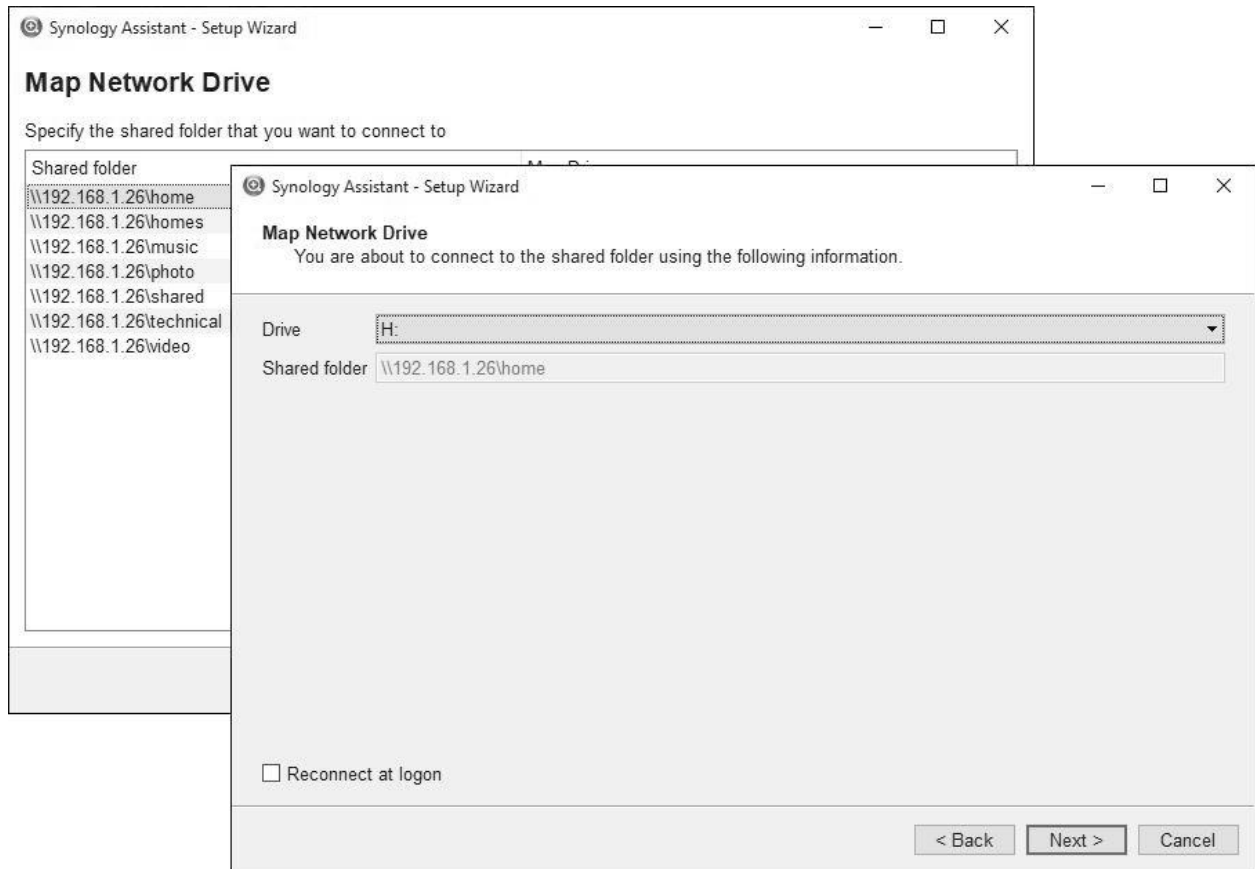 Synology Assistant - Setup Wizard
Map Network Drive
Specify the shared folder that you want to connect to
Shared folder
\\192.168.1.26\home
\\192.168.1.26\homes
\\192.168.1.26\music
\\192.168.1.26\photo
\\192.168.1.26\shared
\\192.168.1.26\technical
\\192.168.1.26\video
Synology Assistant - Setup Wizard
Map Network Drive
You are about to connect to the shared folder using the following information.
Drive H:
Shared folder \\192.168.1.26\home
Reconnect at logon
< Back Next > Cancel